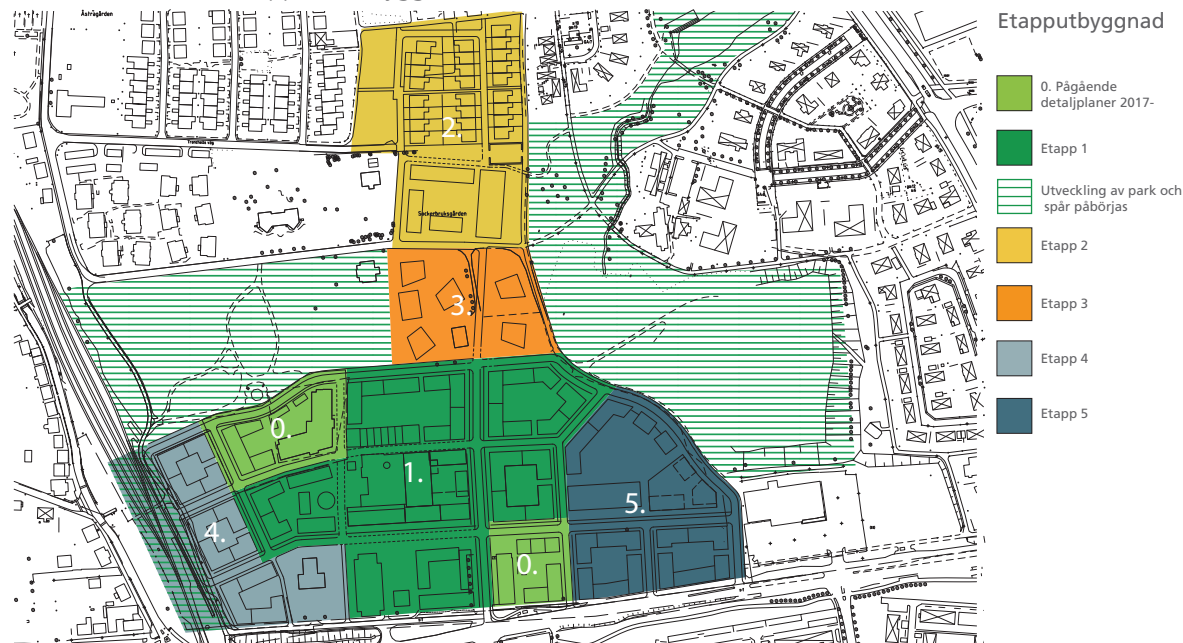 Etapputbyggnad
0. Pågående
detaljplaner 2017-
Etapp 1
Utveckling av park och
spår påbörjas
Etapp 2
Etapp 3
Etapp 4
Etapp 5
Åstrågården
2.
Sockerbruksgården
3.
0.
1.
4.
5.
0.